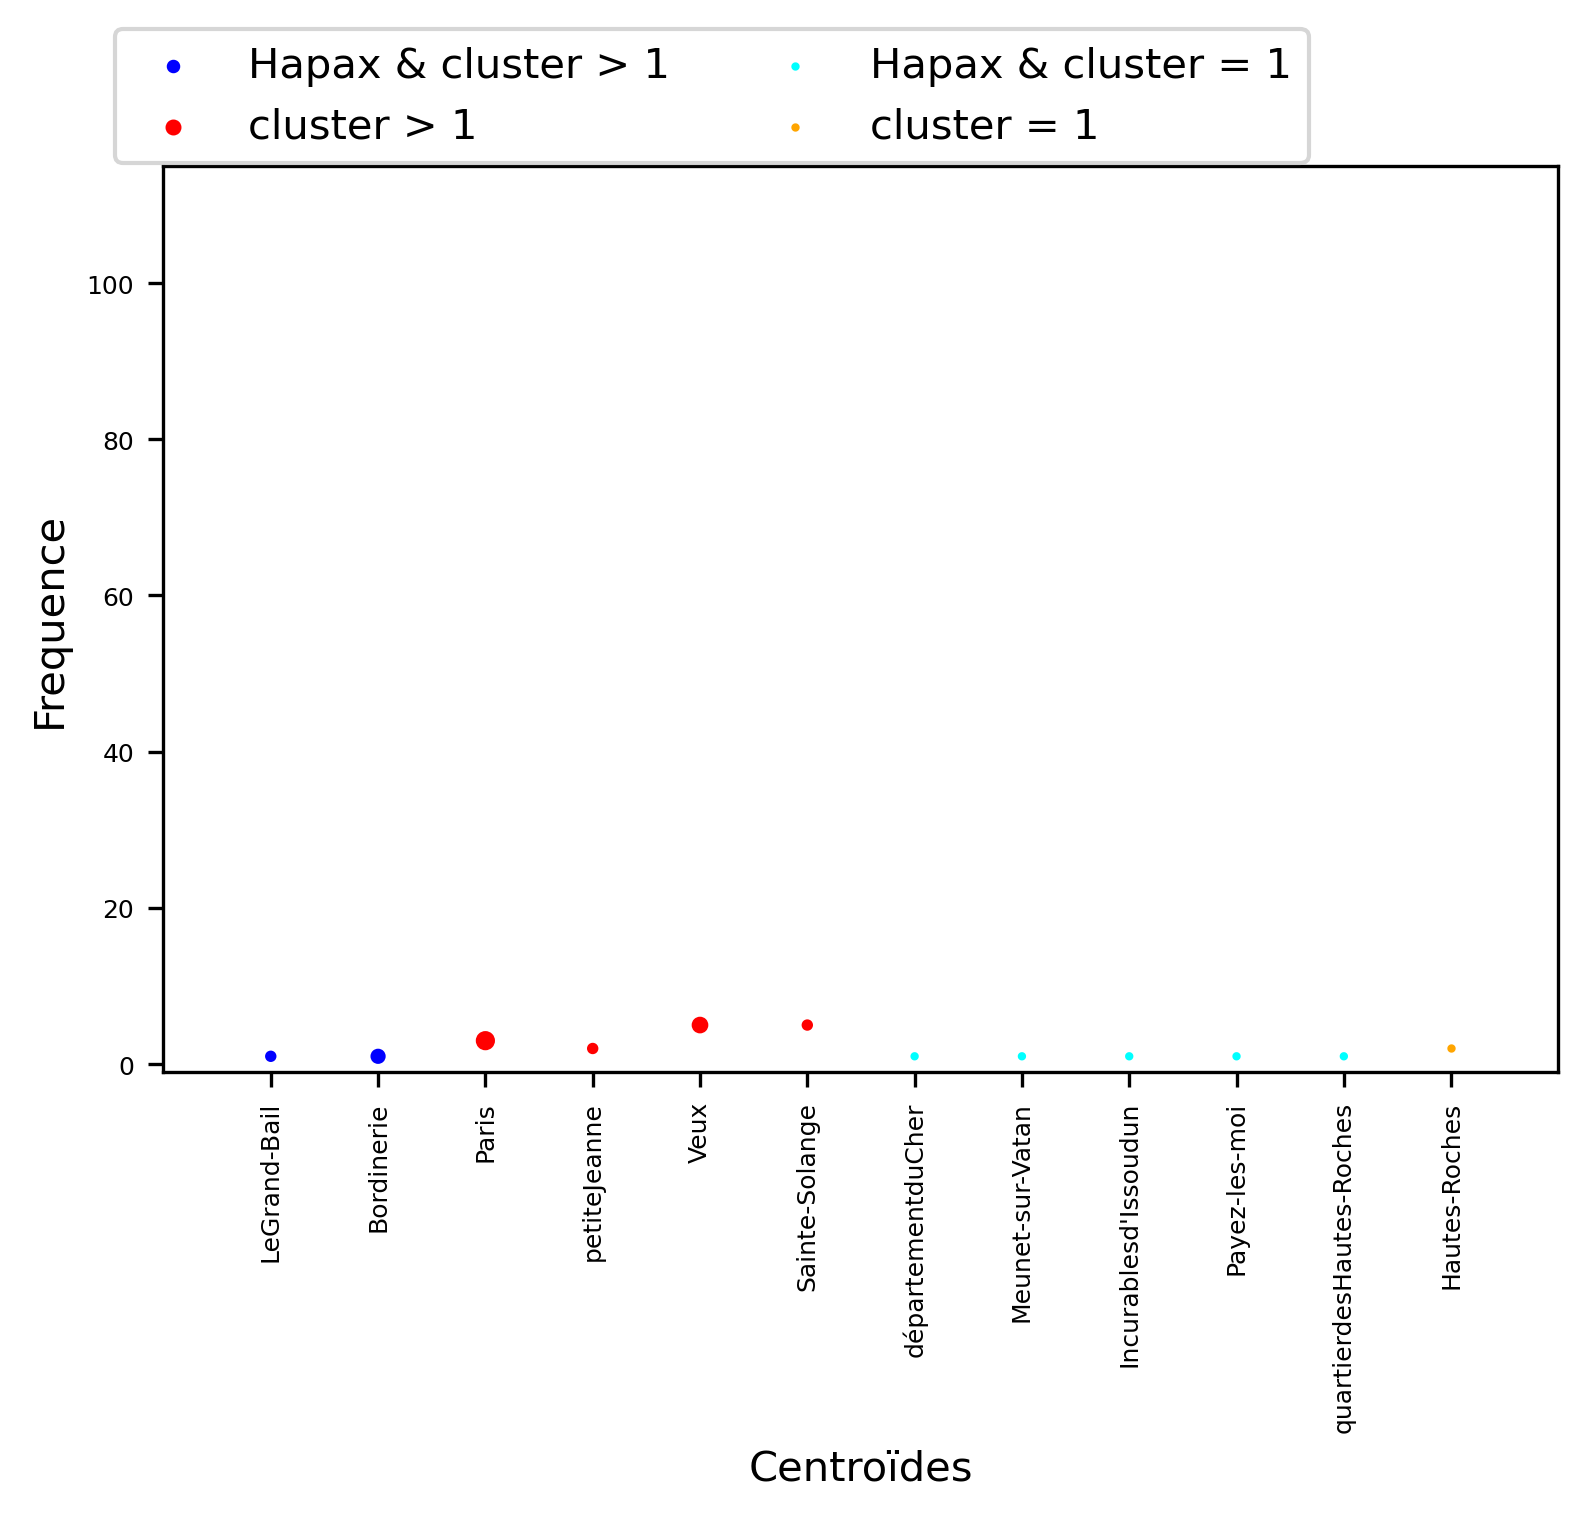 Hapax & cluster > 1
Hapax & cluster = 1
cluster > 1
cluster = 1
Frequence
100
80
60
40
20
0
LeGrand-Bail
Bordinerie
Paris
petiteJeanne
Veux
Sainte-Solange
départementduCher
Meunet-sur-Vatan
Incurablesd'Issoudun
Payez-les-moi
quartierdesHautes-Roches
Hautes-Roches
Centroïdes